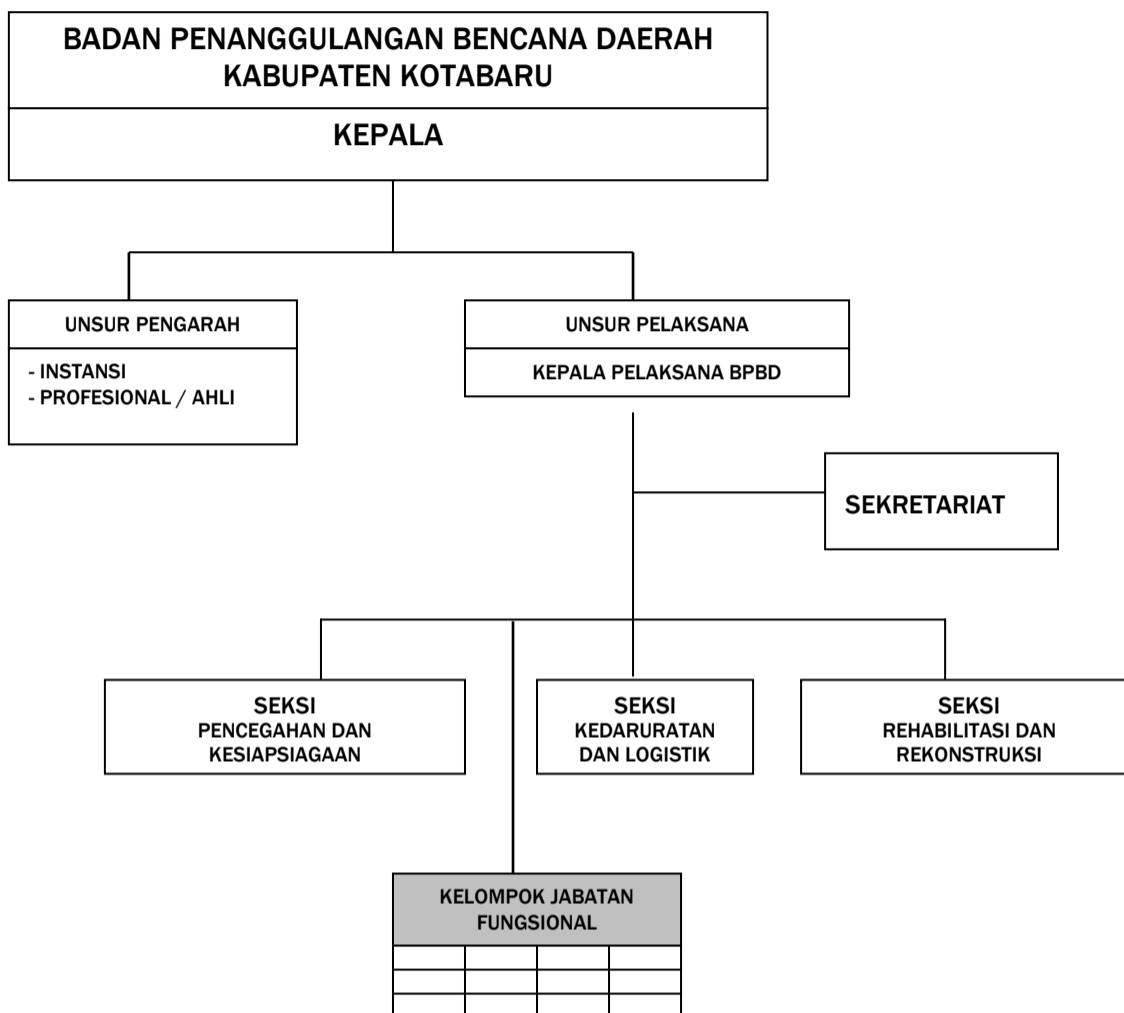 BADAN PENANGGULANGAN BENCANA DAERAH
KABUPATEN KOTABARU
KEPALA
UNSUR PENGARAH
- INSTANSI
- PROFESIONAL / AHLI
UNSUR PELAKSANA
KEPALA PELAKSANA BPBD
SEKRETARIAT
SEKSI
PENCEGAHAN DAN
KESIAPSIAGAAN
SEKSI
KEDARURATAN
DAN LOGISTIK
SEKSI
REHABILITASI DAN
REKONSTRUKSI
KELOMPOK JABATAN
FUNGSIONAL